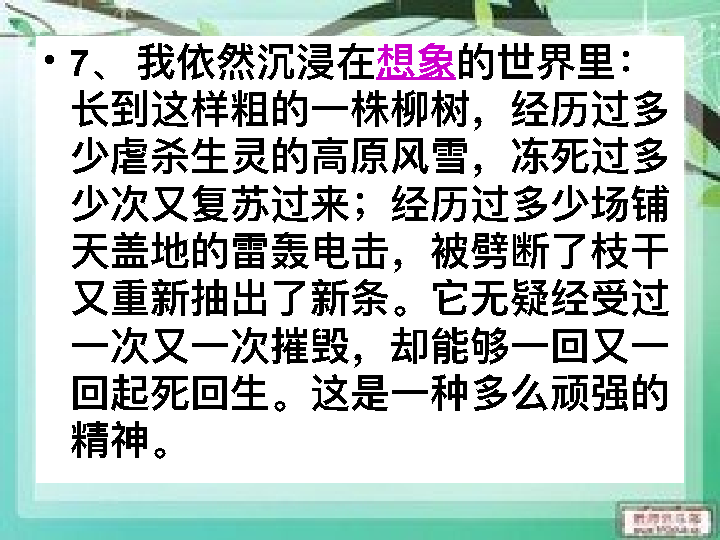 • 7、 我依然沉浸在想象的世界里：
长到这样粗的一株柳树，经历过多
少虐杀生灵的高原风雪，冻死过多
少次又复苏过来；经历过多少场铺
天盖地的雷轰电击，被劈断了枝干
又重新抽出了新条。它无疑经受过
一次又一次摧毁，却能够一回又一
回起死回生。这是一种多么顽强的
精神。